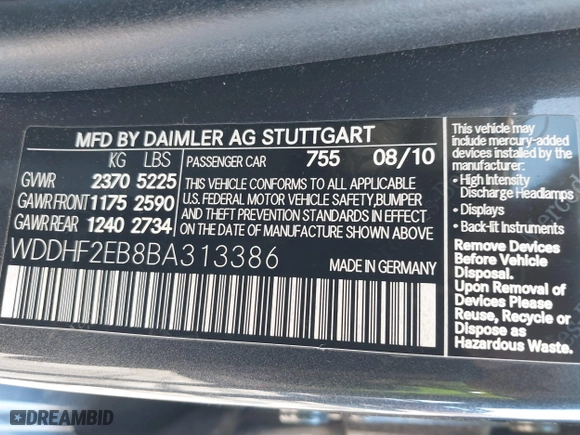 MFD BY DAIMLER AG STUTTGART
KG LBS PASSENGER CAR 755 08/10
GVWR 2370 5225
GAWR FRONT 1175 2590
GAWR REAR 1240 2734
THIS VEHICLE CONFORMS TO ALL APPLICABLE
U.S. FEDERAL MOTOR VEHICLE SAFETY,BUMPER
AND THEFT PREVENTION STANDARDS IN EFFECT
ON THE DATE OF MANUFACTURE SHOWN ABOVE
WDDHF2EB8BA313386 MADE IN GERMANY
This vehicle may
include mercury-added
devices installed by the
manufacturer:
• High Intensity
Discharge Headlamps
• Displays
• Back-lit Instruments
Remove Devices
Before Vehicle
Disposal.
Upon Removal of
Devices Please
Reuse, Recycle or
Dispose as
Hazardous Waste.
DREAMBID